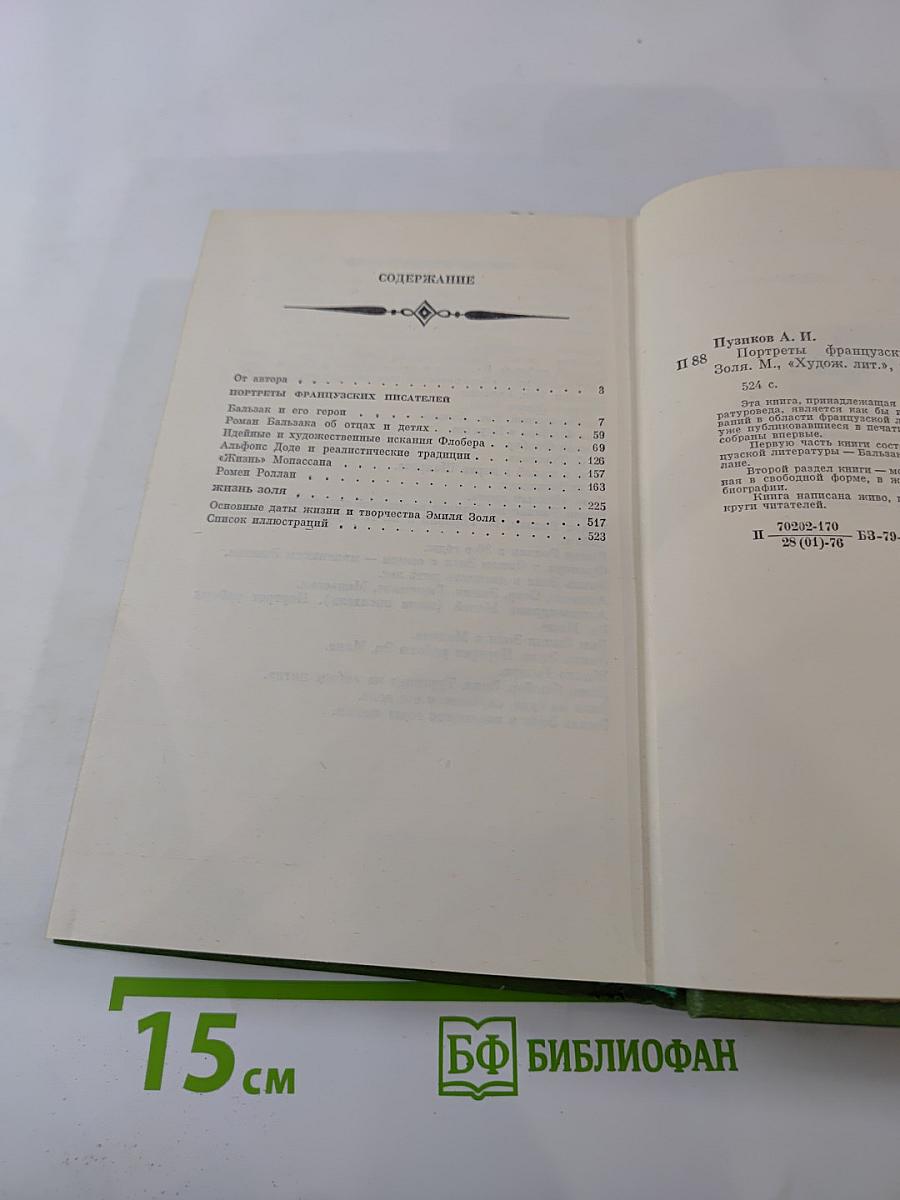 СОДЕРЖАНИЕ
От автора . . . . . . . . . . . . . . . . . . . . 3
ПОРТРЕТЫ ФРАНЦУЗСКИХ ПИСАТЕЛЕЙ
Бальзак и его герои . . . . . . . . . . . . . . . . 7
Роман Бальзака об отцах и детях . . . . . . . . . . . 59
Идейные и художественные искания Флобера . . . . . . . 69
Альфонс Доде и реалистические традиции . . . . . . . . 126
«Жизнь» Мопассана . . . . . . . . . . . . . . . . 157
Ромен Роллан . . . . . . . . . . . . . . . . . . . 163
ЖИЗНЬ ЗОЛЯ . . . . . . . . . . . . . . . . . . . 225
Основные даты жизни и творчества Эмиля Золя . . . . . . 517
Список иллюстраций . . . . . . . . . . . . . . . . 523
Пузиков А. И.
П 88
Портреты французск
Золя. М., «Худож. лит.»,
524 с.
Эта книга, принадлежащая
ратуроведа, является как бы
ваний в области французской
уже публиковавшиеся в печат
собраны впервые.
Первую часть книги сост
цузской литературы — Бальзак
лане.
Второй раздел книги —
ная в свободной форме, в
биографии.
Книга написана живо,
круги читателей.
П 70202-170
28 (01)-76 БЗ-79-
15 см
БФ БИБЛИОФАН